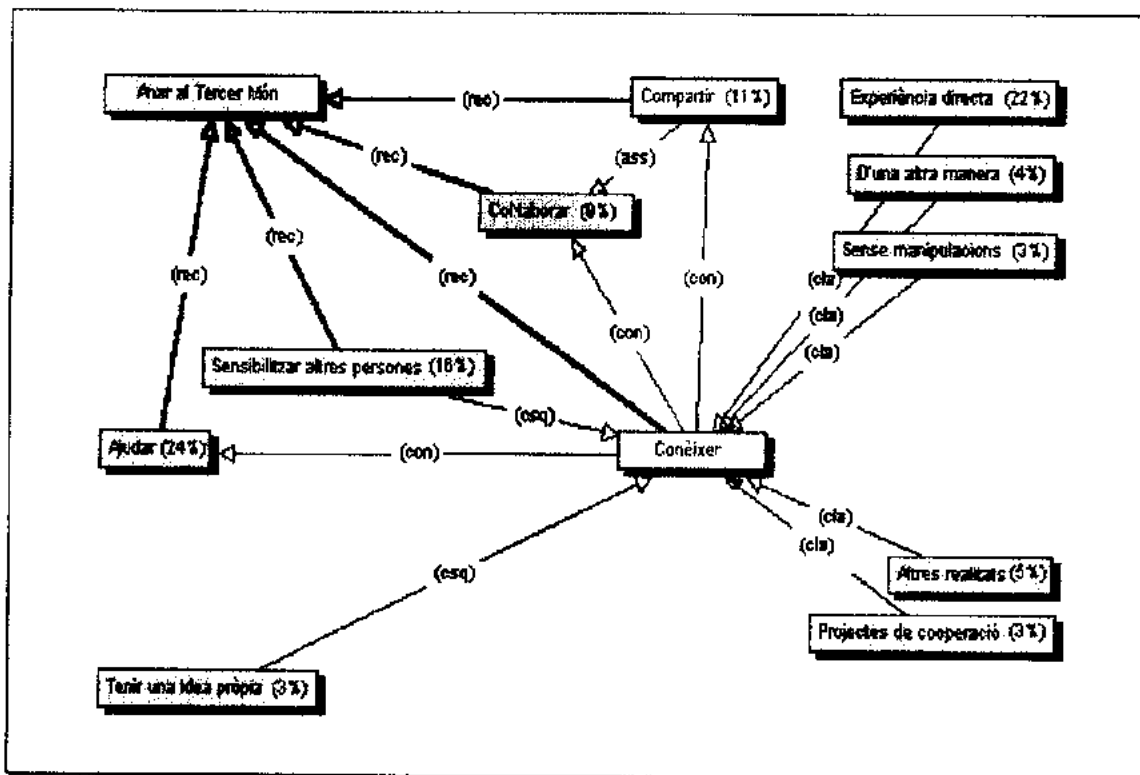 Anar al Tercer Món
(rec)
Compartir (11%)
Experiència directa (22%)
(rec)
(ass)
D'una altra manera (4%)
Col·laborar (9%)
(rec)
Sense manipulacions (3%)
(rec)
(rec)
(con)
(cla)
(con)
(cla)
(cla)
Sensibilitzar altres persones (16%)
(esq)
Ajudar (24%)
(con)
Conèixer
(cla)
(cla)
(esq)
Altres realitats (5%)
Projectes de cooperació (3%)
Tenir una idea pròpia (3%)